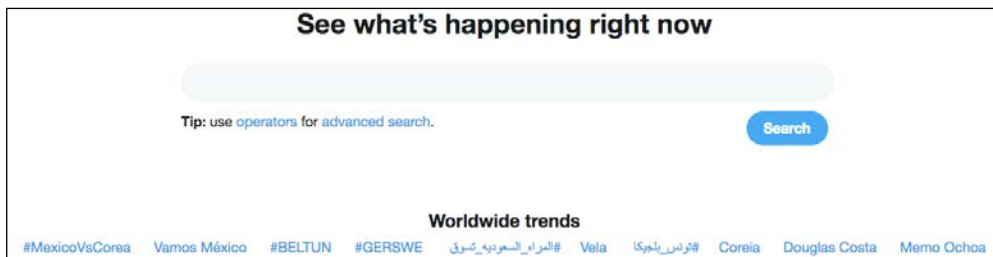 See what's happening right now
Tip: use operators for advanced search.
Search
Worldwide trends
#MexicoVsCorea Vamos México #BELTUN #GERSWE #المراه_السعوديه_تسوق Vela #تونس_بلجيكا Coreia Douglas Costa Memo Ochoa